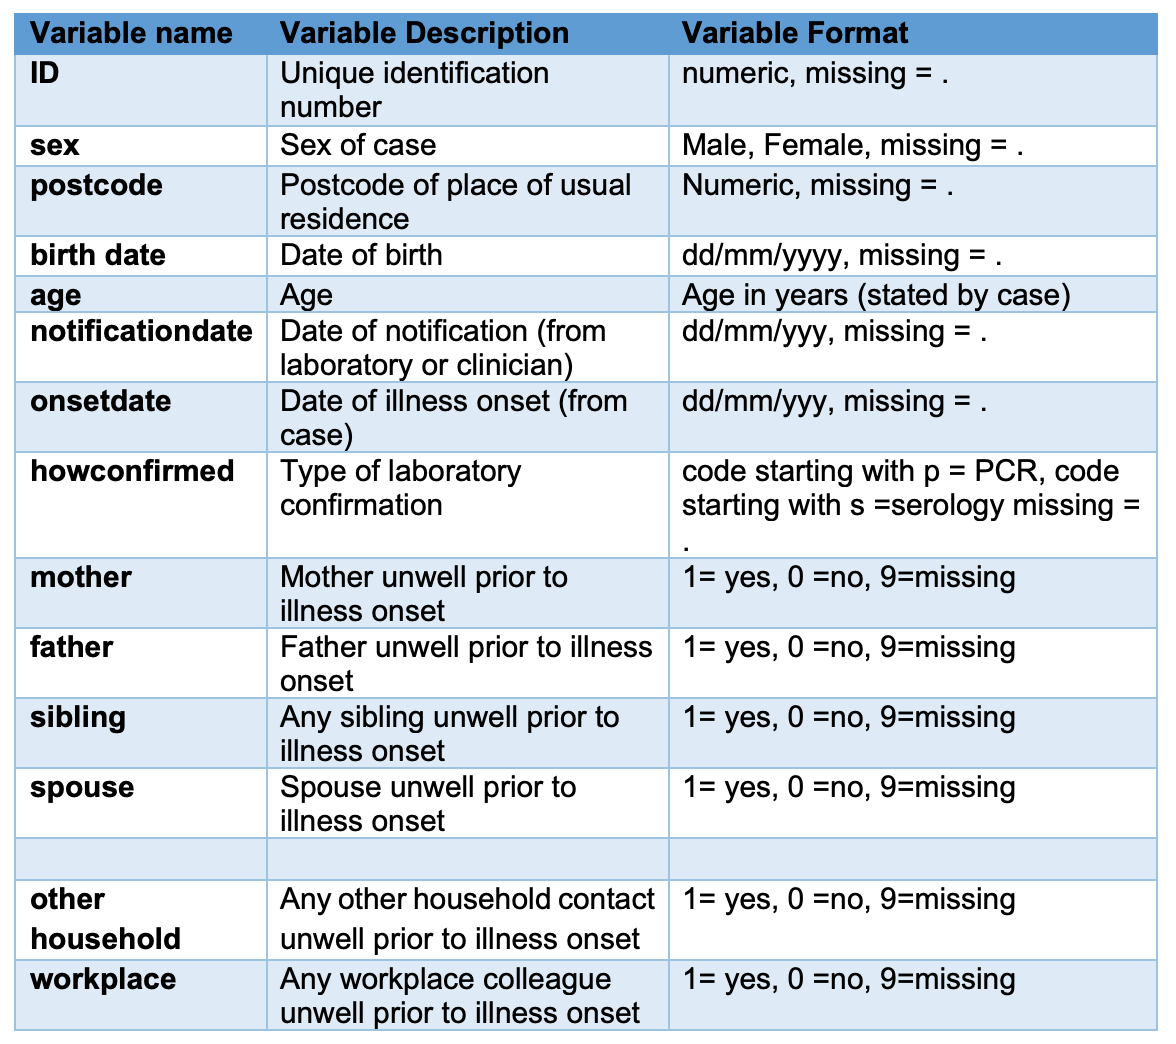 Variable name Variable Description Variable Format
ID Unique identification numeric, missing = .
number
sex Sex of case Male, Female, missing = .
postcode Postcode of place of usual Numeric, missing = .
residence
birth date Date of birth dd/mm/yyyy, missing = .
age Age Age in years (stated by case)
notificationdate Date of notification (from dd/mm/yyy, missing = .
laboratory or clinician)
onsetdate Date of illness onset (from dd/mm/yyy, missing = .
case)
howconfirmed Type of laboratory code starting with p = PCR, code
confirmation starting with s =serology missing =
.
mother Mother unwell prior to 1= yes, 0 =no, 9=missing
illness onset
father Father unwell prior to illness 1= yes, 0 =no, 9=missing
onset
sibling Any sibling unwell prior to 1= yes, 0 =no, 9=missing
illness onset
spouse Spouse unwell prior to 1= yes, 0 =no, 9=missing
illness onset
other Any other household contact 1= yes, 0 =no, 9=missing
household unwell prior to illness onset
workplace Any workplace colleague 1= yes, 0 =no, 9=missing
unwell prior to illness onset